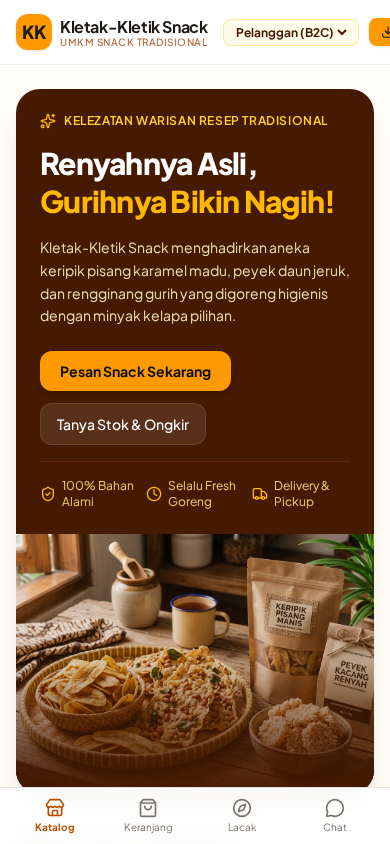 KK
Kletak-Kletik Snack
UMKM SNACK TRADISIONAL
Pelanggan (B2C)
KELEZATAN WARISAN RESEP TRADISIONAL
Renyahnya Asli,
Gurihnya Bikin Nagih!
Kletak-Kletik Snack menghadirkan aneka
keripik pisang karamel madu, peyek daun jeruk,
dan rengginang gurih yang digoreng higienis
dengan minyak kelapa pilihan.
Pesan Snack Sekarang
Tanya Stok & Ongkir
100% Bahan
Alami
Selalu Fresh
Goreng
Delivery &
Pickup
KERIPIK
PISANG
MANIS
PEYEK
KACANG
RENYAH
Katalog
Keranjang
Lacak
Chat